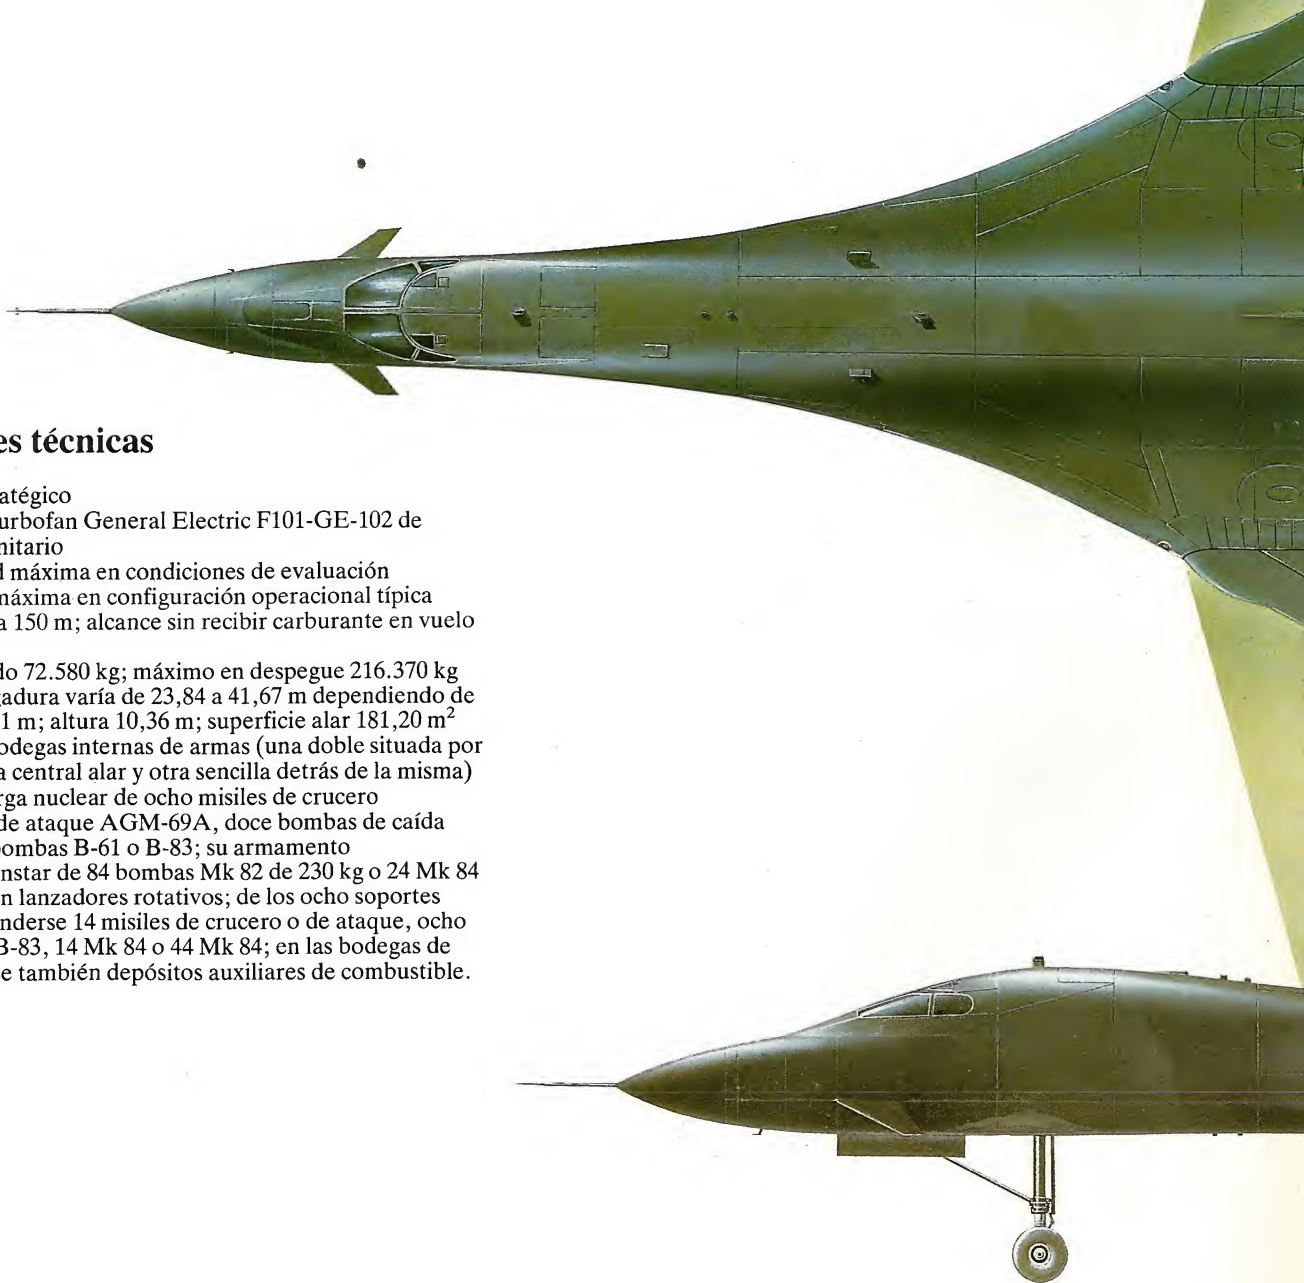 es técnicas
atégico
urbofan General Electric F101-GE-102 de
nitario
d máxima en condiciones de evaluación
máxima en configuración operacional típica
a 150 m; alcance sin recibir carburante en vuelo
do 72.580 kg; máximo en despegue 216.370 kg
gadura varía de 23,84 a 41,67 m dependiendo de
1 m; altura 10,36 m; superficie alar 181,20 m²
odegas internas de armas (una doble situada por
a central alar y otra sencilla detrás de la misma)
rga nuclear de ocho misiles de crucero
de ataque AGM-69A, doce bombas de caída
bombas B-61 o B-83; su armamento
nstar de 84 bombas Mk 82 de 230 kg o 24 Mk 84
n lanzadores rotativos; de los ocho soportes
nderse 14 misiles de crucero o de ataque, ocho
B-83, 14 Mk 84 o 44 Mk 84; en las bodegas de
e también depósitos auxiliares de combustible.